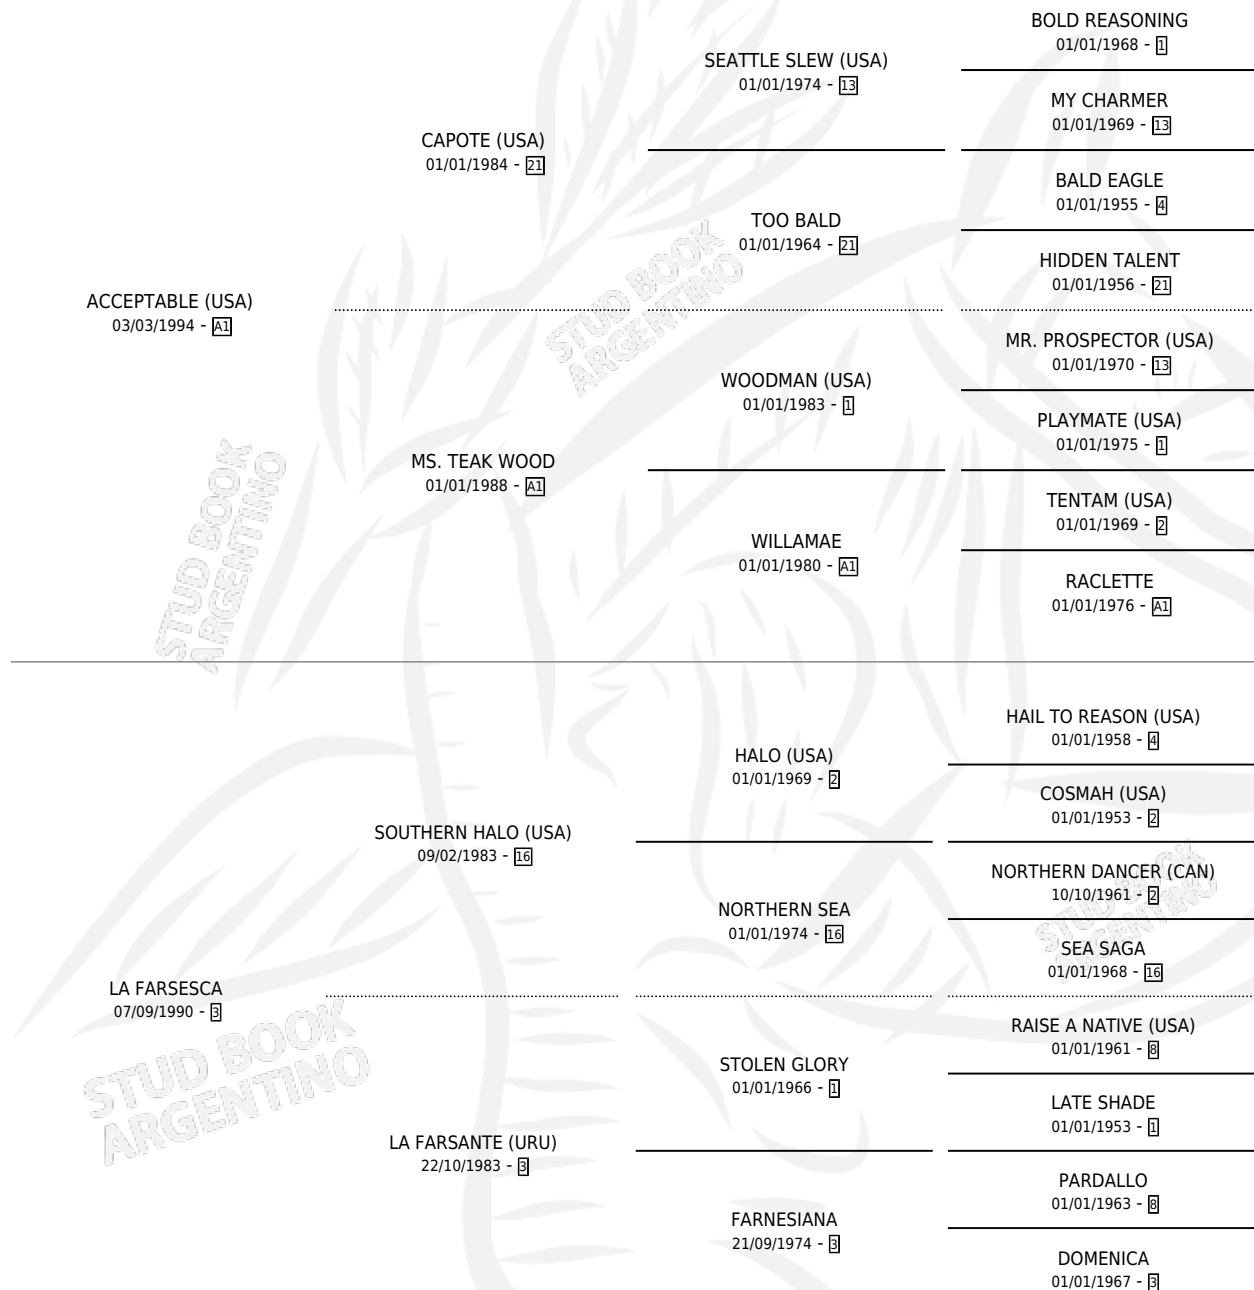 BOLD REASONING
01/01/1968 - 1
SEATTLE SLEW (USA)
01/01/1974 - 13
MY CHARMER
01/01/1969 - 13
CAPOTE (USA)
01/01/1984 - 21
BALD EAGLE
01/01/1955 - 4
TOO BALD
01/01/1964 - 21
HIDDEN TALENT
01/01/1956 - 21
ACCEPTABLE (USA)
03/03/1994 - A1
MR. PROSPECTOR (USA)
01/01/1970 - 13
WOODMAN (USA)
01/01/1983 - 1
PLAYMATE (USA)
01/01/1975 - 1
MS. TEAK WOOD
01/01/1988 - A1
TENTAM (USA)
01/01/1969 - 2
WILLAMAE
01/01/1980 - A1
RACLETTE
01/01/1976 - A1
HAIL TO REASON (USA)
01/01/1958 - 4
HALO (USA)
01/01/1969 - 2
COSMAH (USA)
01/01/1953 - 2
SOUTHERN HALO (USA)
09/02/1983 - 16
NORTHERN DANCER (CAN)
10/10/1961 - 2
NORTHERN SEA
01/01/1974 - 16
SEA SAGA
01/01/1968 - 16
LA FARSESCA
07/09/1990 - 3
RAISE A NATIVE (USA)
01/01/1961 - 8
STOLEN GLORY
01/01/1966 - 1
LATE SHADE
01/01/1953 - 1
LA FARSANTE (URU)
22/10/1983 - 3
PARDALLO
01/01/1963 - 8
FARNESIANA
21/09/1974 - 3
DOMENICA
01/01/1967 - 3
STUD BOOK
ARGENTINO
STUD BOOK
ARGENTINO
STUD BOOK
ARGENTINO
STUD BOOK
ARGENTINO